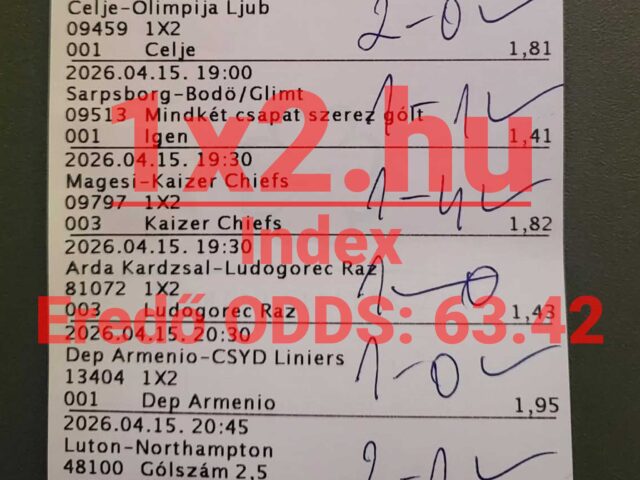 Celje-Olimpija Ljub
09459 1X2
2-0
001 Celje 1,81
2026.04.15. 19:00
Sarpsborg-Bodö/Glimt
09513 Mindkét csapat szerez gólt
1-1
001 Igen 1,41
2026.04.15. 19:30
Magesi-Kaizer Chiefs
09797 1X2
1-4
003 Kaizer Chiefs 1,82
2026.04.15. 19:30
Arda Kardzsal-Ludogorec Raz
81072 1X2
1-0
003 Ludogorec Raz 1,43
2026.04.15. 20:30
Dep Armenio-CSYD Liniers
13404 1X2
1-0
001 Dep Armenio 1,95
2026.04.15. 20:45
Luton-Northampton
48100 Gólszám 2,5
2-1
1x2.hu
Index
Eredő ODDS: 63.42